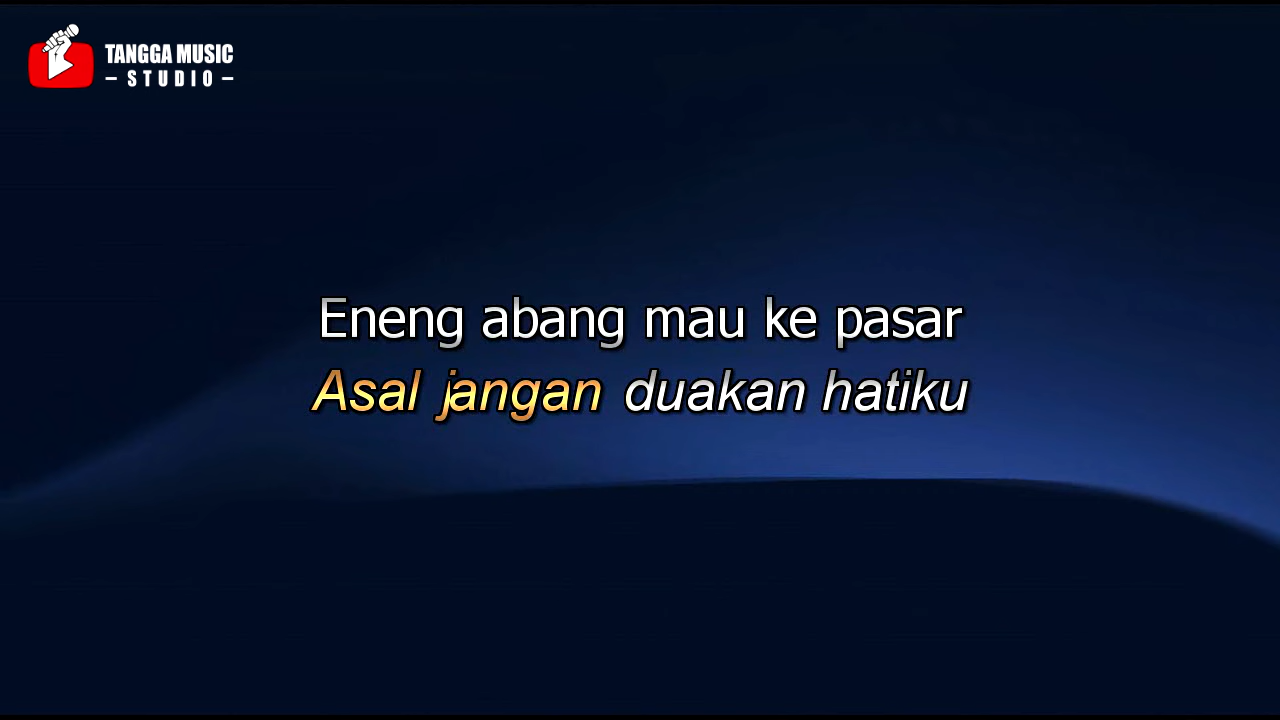 TANGGA MUSIC
– STUDIO –
Eneng abang mau ke pasar
Asal jangan duakan hatiku